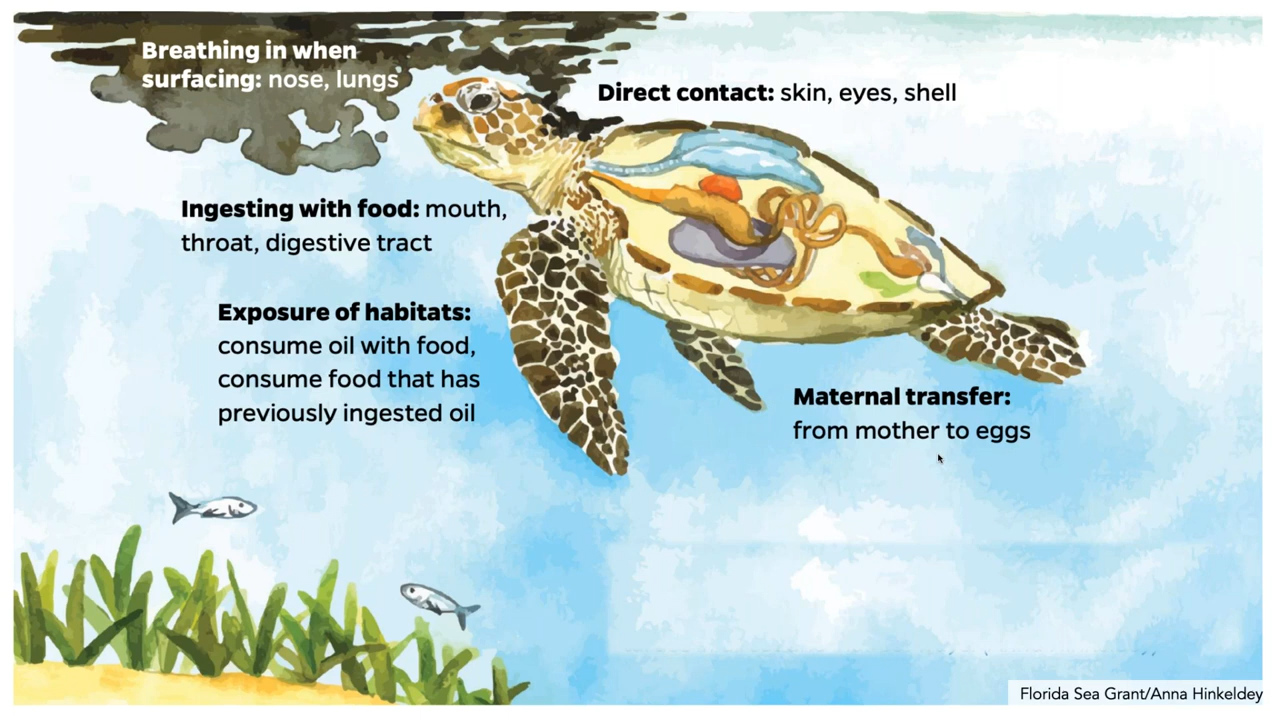 Breathing in when
surfacing: nose, lungs
Direct contact: skin, eyes, shell
Ingesting with food: mouth,
throat, digestive tract
Exposure of habitats:
consume oil with food,
consume food that has
previously ingested oil
Maternal transfer:
from mother to eggs
Florida Sea Grant/Anna Hinkeldey